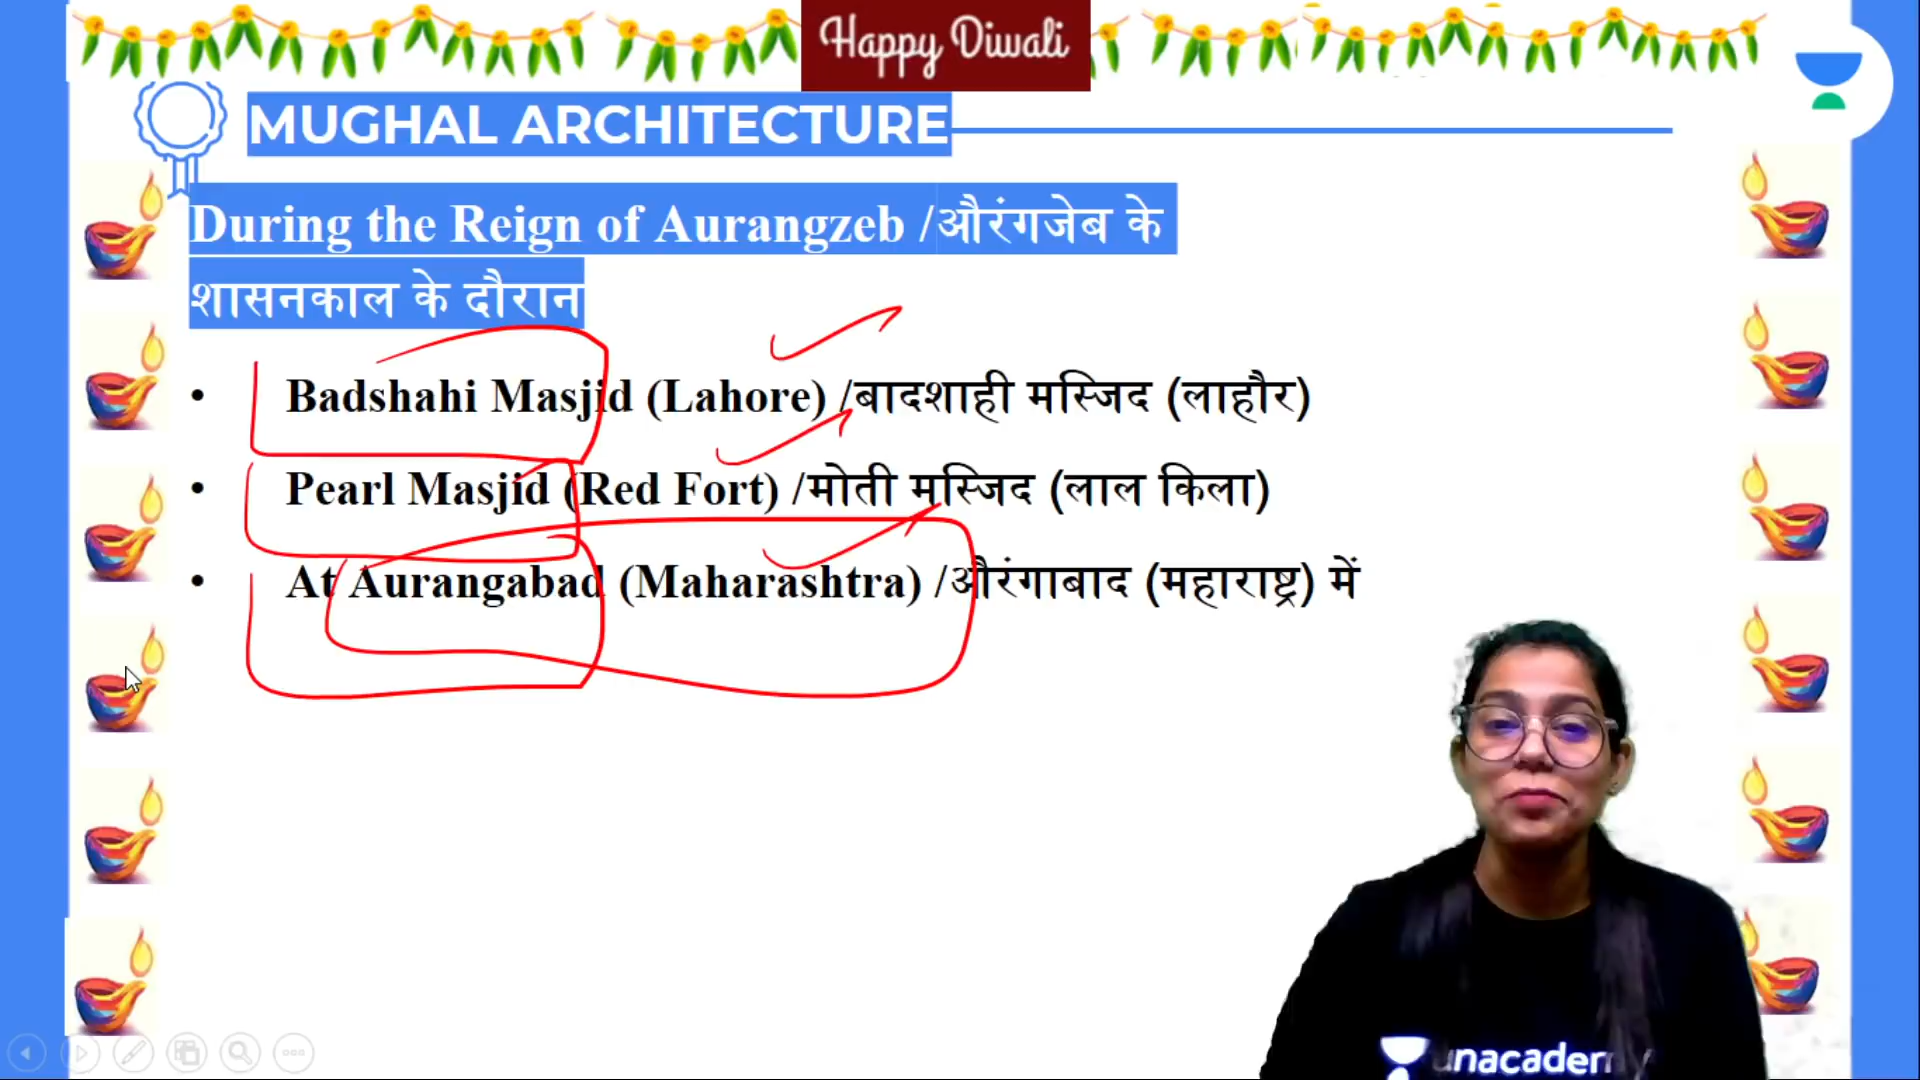 Happy Diwali
MUGHAL ARCHITECTURE
During the Reign of Aurangzeb /औरंगजेब के
शासनकाल के दौरान
• Badshahi Masjid (Lahore) /बादशाही मस्जिद (लाहौर)
• Pearl Masjid (Red Fort) /मोती मस्जिद (लाल किला)
• At Aurangabad (Maharashtra) /औरंगाबाद (महाराष्ट्र) में
unacademy